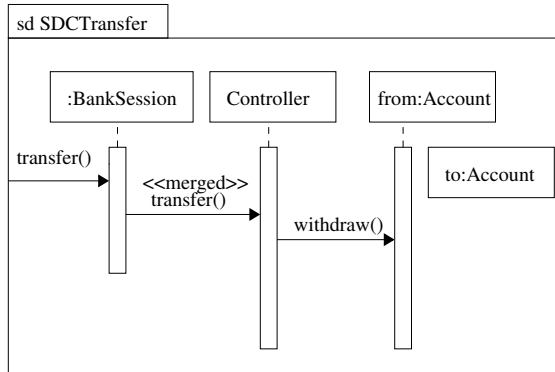 sd SDCTransfer
:BankSession
Controller
from:Account
to:Account
transfer()
<<merged>>
transfer()
withdraw()